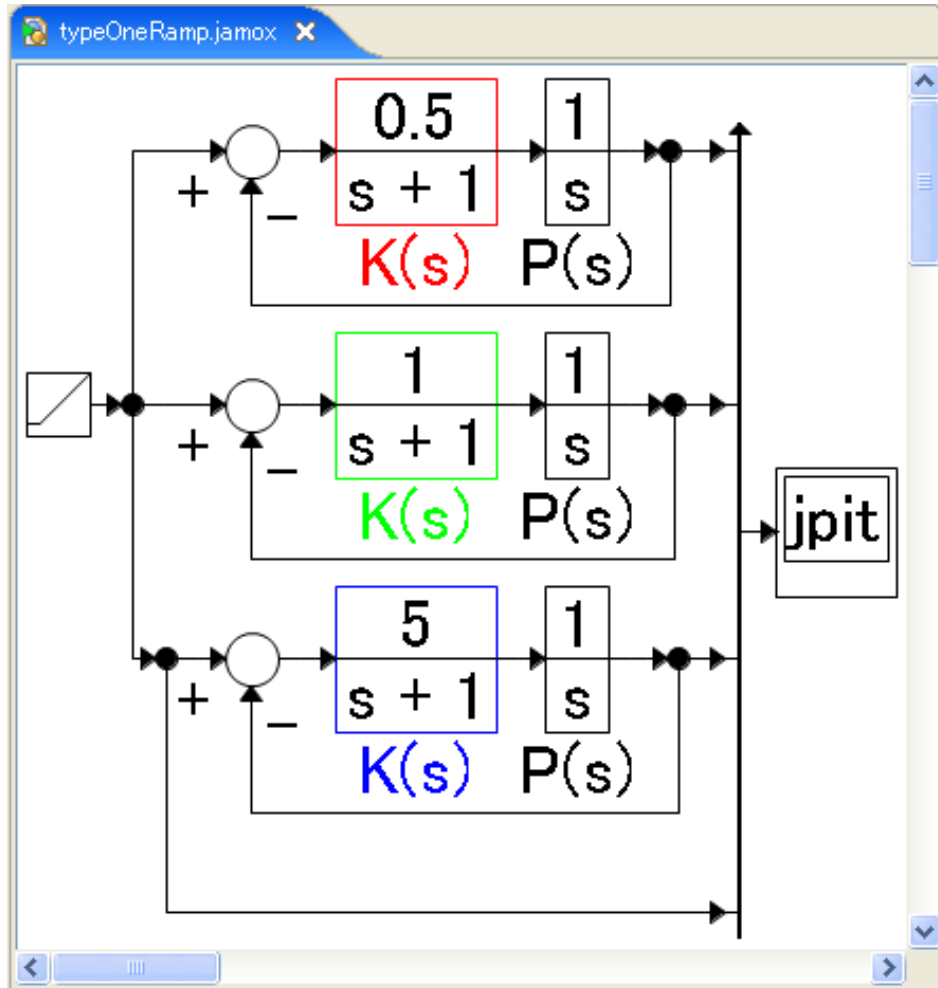 typeOneRamp.jamox
0.5
s + 1
1
s
+
−
K(s)
P(s)
1
s + 1
1
s
+
−
K(s)
P(s)
jpit
5
s + 1
1
s
+
−
K(s)
P(s)